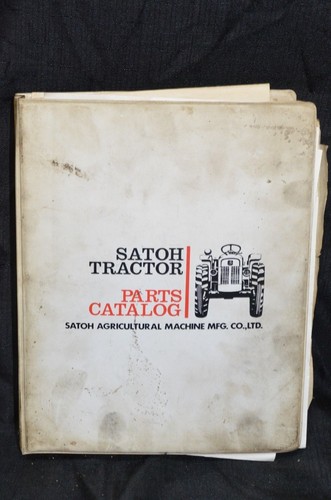 SATOH
TRACTOR
PARTS
CATALOG
SATOH AGRICULTURAL MACHINE MFG. CO.,LTD.